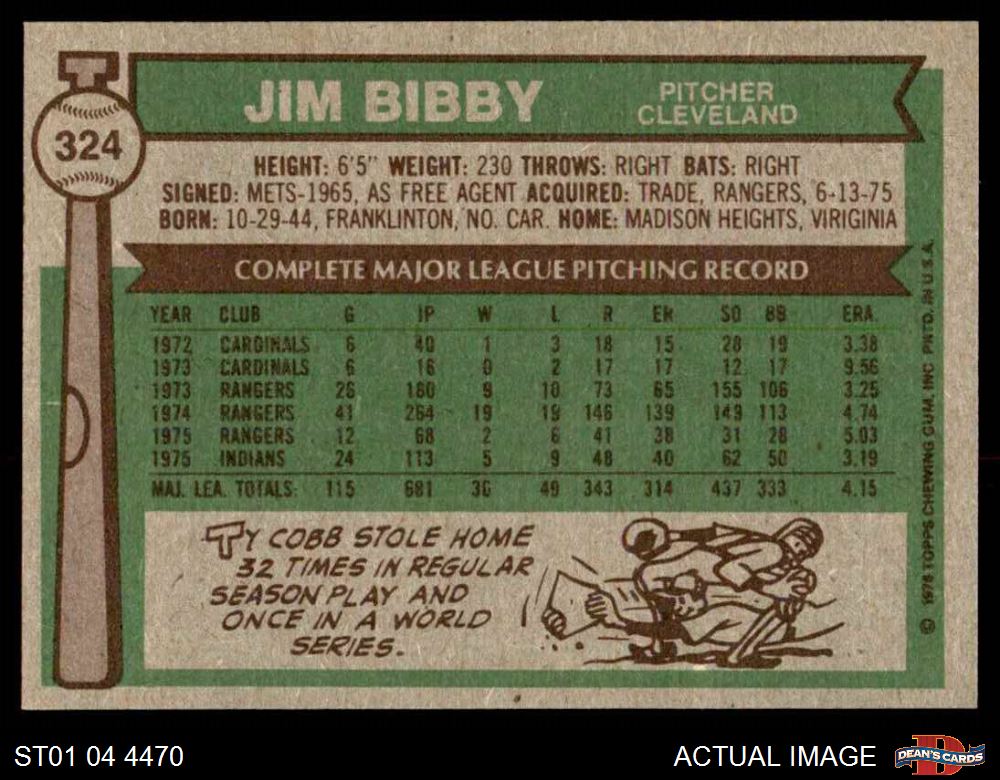 324
JIM BIBBY
PITCHER
CLEVELAND
HEIGHT: 6'5" WEIGHT: 230 THROWS: RIGHT BATS: RIGHT
SIGNED: METS-1965, AS FREE AGENT ACQUIRED: TRADE, RANGERS, 6-13-75
BORN: 10-29-44, FRANKLINTON, NO. CAR. HOME: MADISON HEIGHTS, VIRIGINIA
COMPLETE MAJOR LEAGUE PITCHING RECORD
YEAR CLUB G IP W L R ER SO BB ERA
1972 CARDINALS 6 40 1 3 18 15 28 19 3.38
1973 CARDINALS 6 16 0 2 17 17 12 17 9.56
1973 RANGERS 26 180 9 10 73 65 155 106 3.25
1974 RANGERS 41 264 19 19 146 139 149 113 4.74
1975 RANGERS 12 68 2 6 41 38 31 28 5.03
1975 INDIANS 24 113 5 9 48 40 62 50 3.19
MAJ. LEA. TOTALS 115 681 36 49 343 314 437 333 4.15
TY COBB STOLE HOME
32 TIMES IN REGULAR
SEASON PLAY AND
ONCE IN A WORLD
SERIES.
© 1976 TOPPS CHEWING GUM, INC. PRTD. IN U.S.A.
ST01 04 4470
ACTUAL IMAGE
D
DEAN'S CARDS